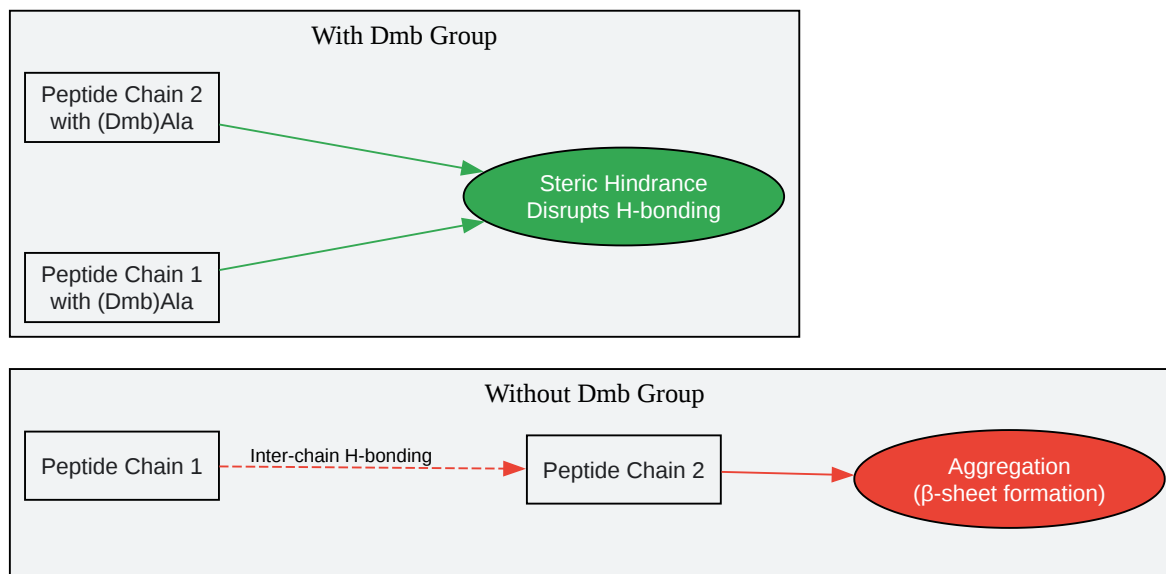 With Dmb Group
Peptide Chain 2
with (Dmb)Ala
Steric Hindrance
Disrupts H-bonding
Peptide Chain 1
with (Dmb)Ala
Without Dmb Group
Peptide Chain 1
Inter-chain H-bonding
Peptide Chain 2
Aggregation
(β-sheet formation)